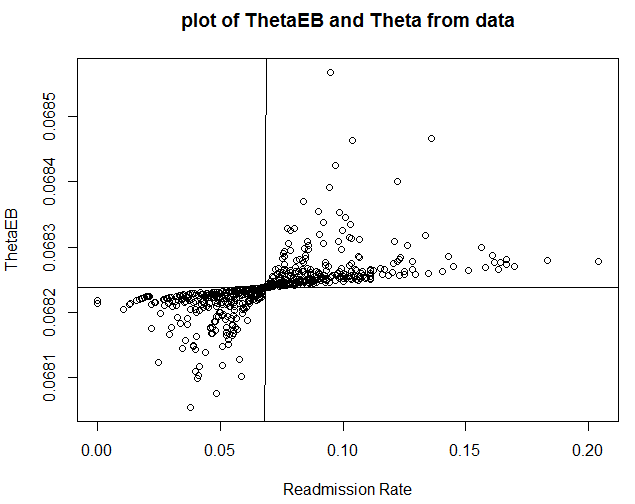 plot of ThetaEB and Theta from data
ThetaEB
0.0685
0.0684
0.0683
0.0682
0.0681
0.00 0.05 0.10 0.15 0.20
Readmission Rate